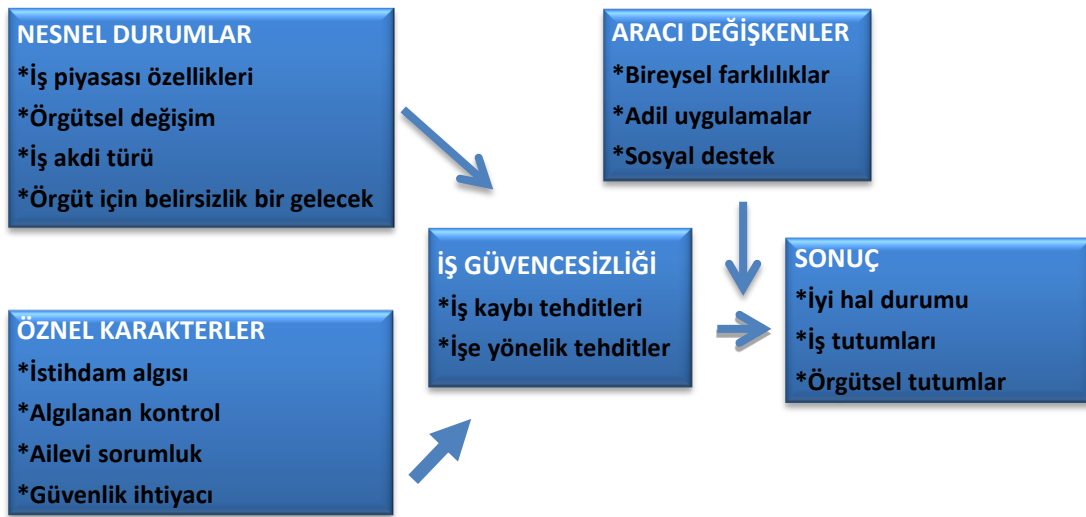 NESNEL DURUMLAR
*İş piyasası özellikleri
*Örgütsel değişim
*İş akdi türü
*Örgüt için belirsizlik bir gelecek
ARACI DEĞİŞKENLER
*Bireysel farklılıklar
*Adil uygulamalar
*Sosyal destek
İŞ GÜVENCESİZLİĞİ
*İş kaybı tehditleri
*İşe yönelik tehditler
SONUÇ
*İyi hal durumu
*İş tutumları
*Örgütsel tutumlar
ÖZNEL KARAKTERLER
*İstihdam algısı
*Algılanan kontrol
*Ailevi sorumluk
*Güvenlik ihtiyacı